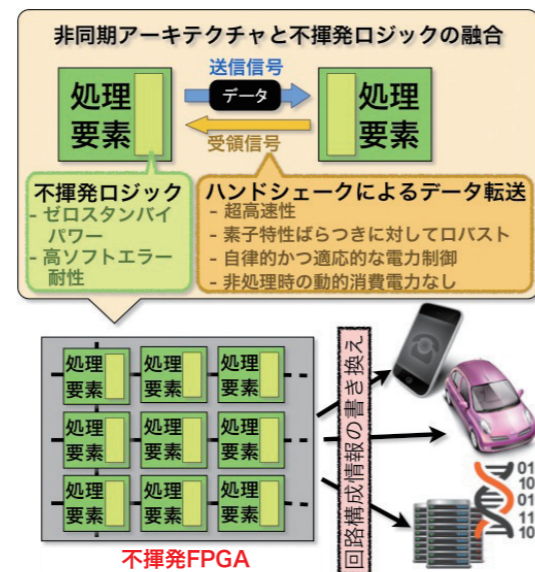 非同期アーキテクチャと不揮発ロジックの融合
送信信号
処理
要素
データ
処理
要素
受領信号
不揮発ロジック
- ゼロスタンバイ
パワー
- 高ソフトエラー
耐性
ハンドシェークによるデータ転送
- 超高速性
- 素子特性ばらつきに対してロバスト
- 自律的かつ適応的な電力制御
- 非処理時の動的消費電力なし
処理
要素
処理
要素
処理
要素
処理
要素
処理
要素
処理
要素
処理
要素
処理
要素
処理
要素
不揮発FPGA
回路構成情報の書き換え
01
10
01
11
10